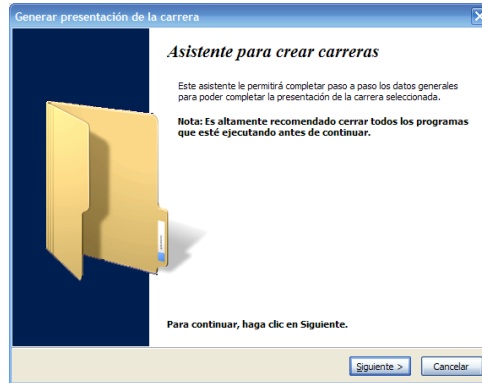 Generar presentación de la carrera
Asistente para crear carreras
Este asistente le permitirá completar paso a paso los datos generales
para poder completar la presentación de la carrera seleccionada.
Nota: Es altamente recomendado cerrar todos los programas
que esté ejecutando antes de continuar.
Para continuar, haga clic en Siguiente.
Siguiente > Cancelar